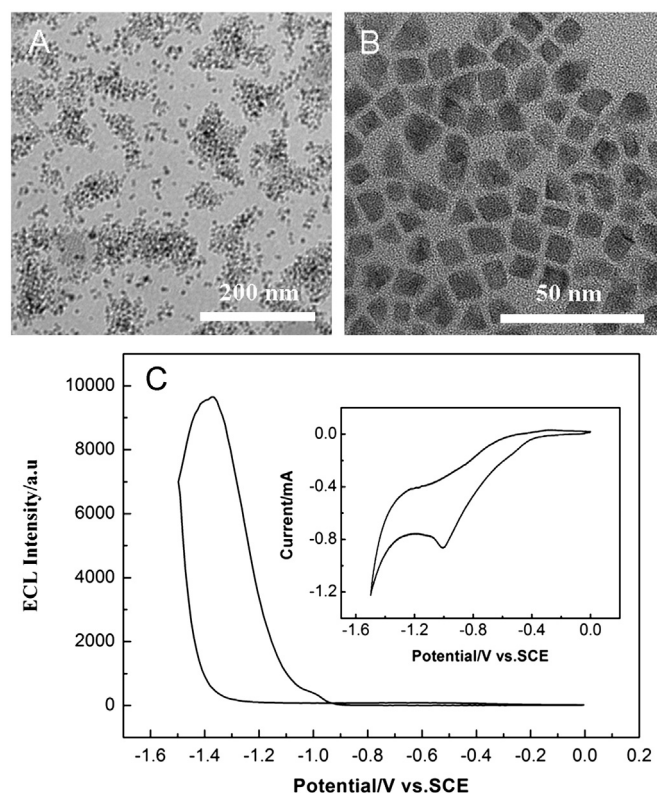 A
B
200 nm
50 nm
C
10000
8000
6000
4000
2000
0
ECL Intensity/a.u
-1.6 -1.4 -1.2 -1.0 -0.8 -0.6 -0.4 -0.2 0.0 0.2
Potential/V vs.SCE
0.0
-0.4
-0.8
-1.2
Current/mA
-1.6 -1.2 -0.8 -0.4 0.0
Potential/V vs.SCE